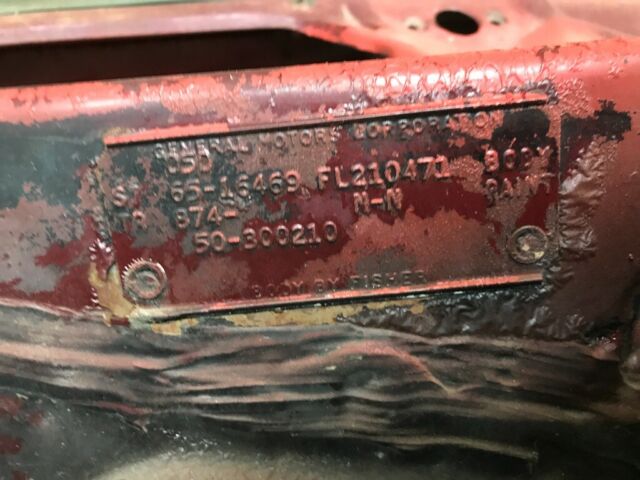 GENERAL MOTORS CORPORATION
05D
ST 65-16469 FL210471 BODY
TR 874- N-N PAINT
50-300210
BODY BY FISHER